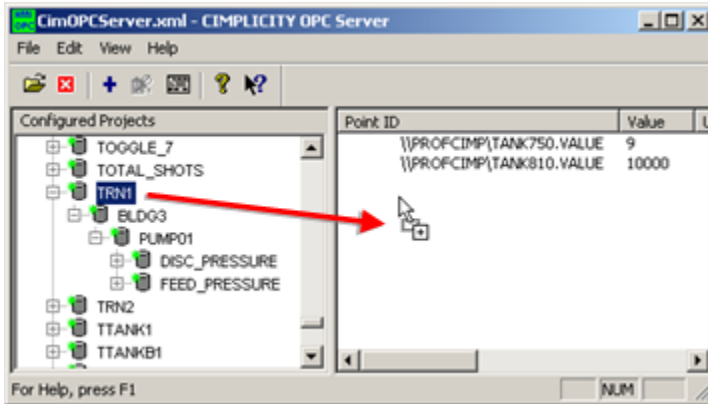 CimOPCServer.xml - CIMPLICITY OPC Server
File Edit View Help
Configured Projects
TOGGLE_7
TOTAL_SHOTS
TRN1
BLDG3
PUMP01
DISC_PRESSURE
FEED_PRESSURE
TRN2
TTANK1
TTANKB1
Point ID Value U
\\PROFCIMP\TANK750.VALUE 9
\\PROFCIMP\TANK810.VALUE 10000
For Help, press F1 NUM